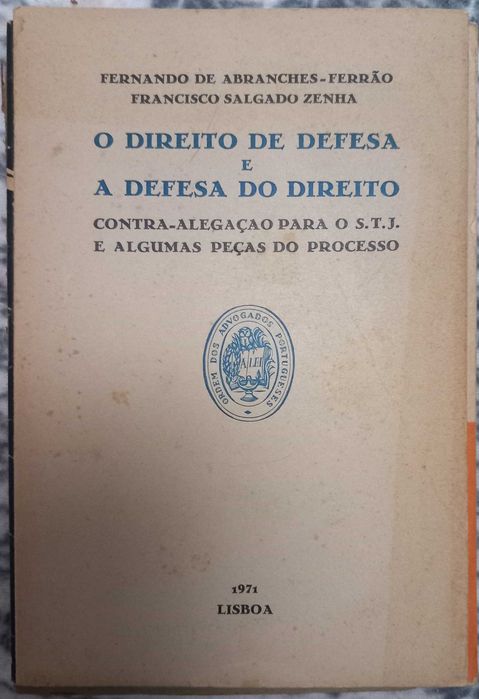 FERNANDO DE ABRANCHES-FERRÃO
FRANCISCO SALGADO ZENHA
O DIREITO DE DEFESA
E
A DEFESA DO DIREITO
CONTRA-ALEGAÇAO PARA O S.T.J.
E ALGUMAS PEÇAS DO PROCESSO
ORDEM DOS ADVOGADOS PORTUGUESES
A LEI
1971
LISBOA